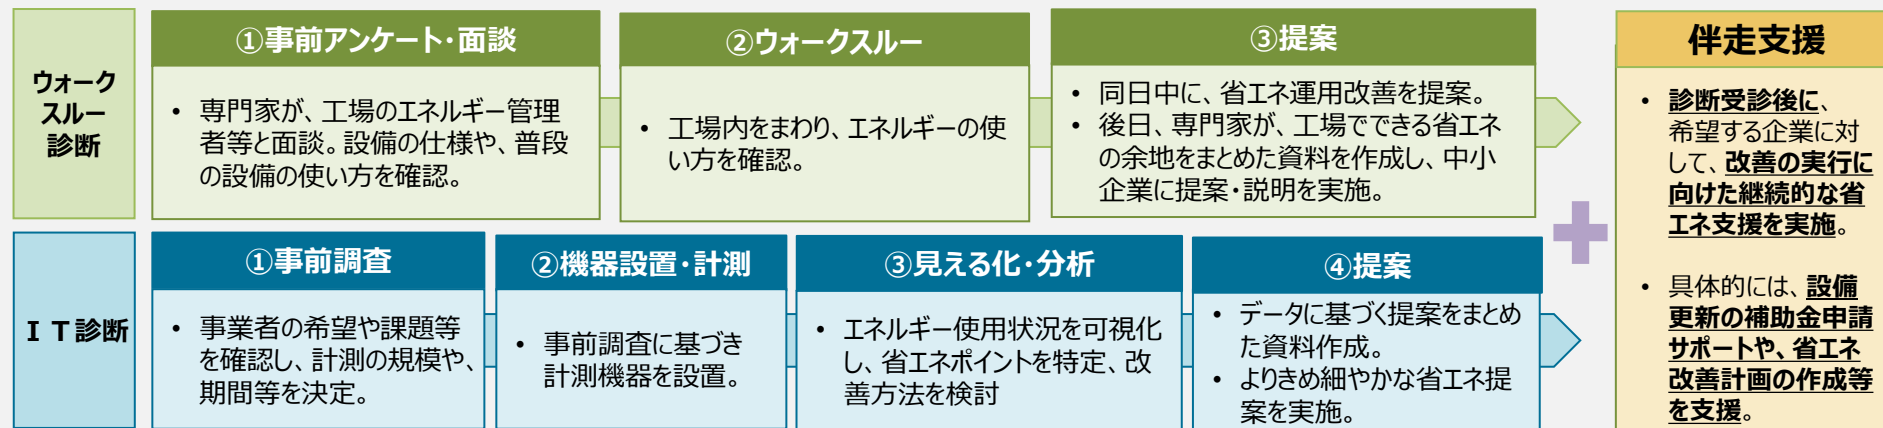 ウォーク
スルー
診断
①事前アンケート・面談
• 専門家が、工場のエネルギー管理
者等と面談。設備の仕様や、普段
の設備の使い方を確認。
②ウォークスルー
• 工場内をまわり、エネルギーの使
い方を確認。
③提案
• 同日中に、省エネ運用改善を提案。
• 後日、専門家が、工場でできる省エネ
の余地をまとめた資料を作成し、中小
企業に提案・説明を実施。
ＩＴ診断
①事前調査
• 事業者の希望や課題等
を確認し、計測の規模や、
期間等を決定。
②機器設置・計測
• 事前調査に基づき
計測機器を設置。
③見える化・分析
• エネルギー使用状況を可視化
し、省エネポイントを特定、改
善方法を検討
④提案
• データに基づく提案をまとめ
た資料作成。
• よりきめ細やかな省エネ提
案を実施。
伴走支援
• 診断受診後に、
希望する企業に対
して、改善の実行に
向けた継続的な省
エネ支援を実施。
• 具体的には、設備
更新の補助金申請
サポートや、省エネ
改善計画の作成等
を支援。